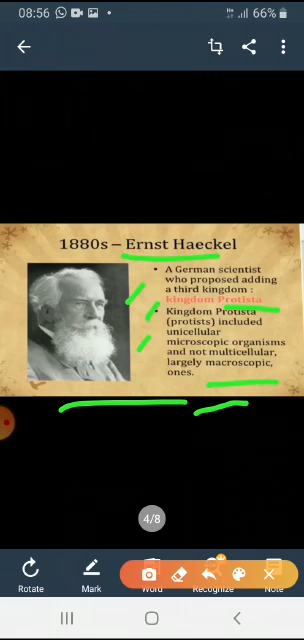 08:56
66%
1880s – Ernst Haeckel
• A German scientist
who proposed adding
a third kingdom :
kingdom Protista
• Kingdom Protista
(protists) included
unicellular
microscopic organisms
and not multicellular,
largely macroscopic,
ones.
4/8
Rotate
Mark
Word
Recognize
Note